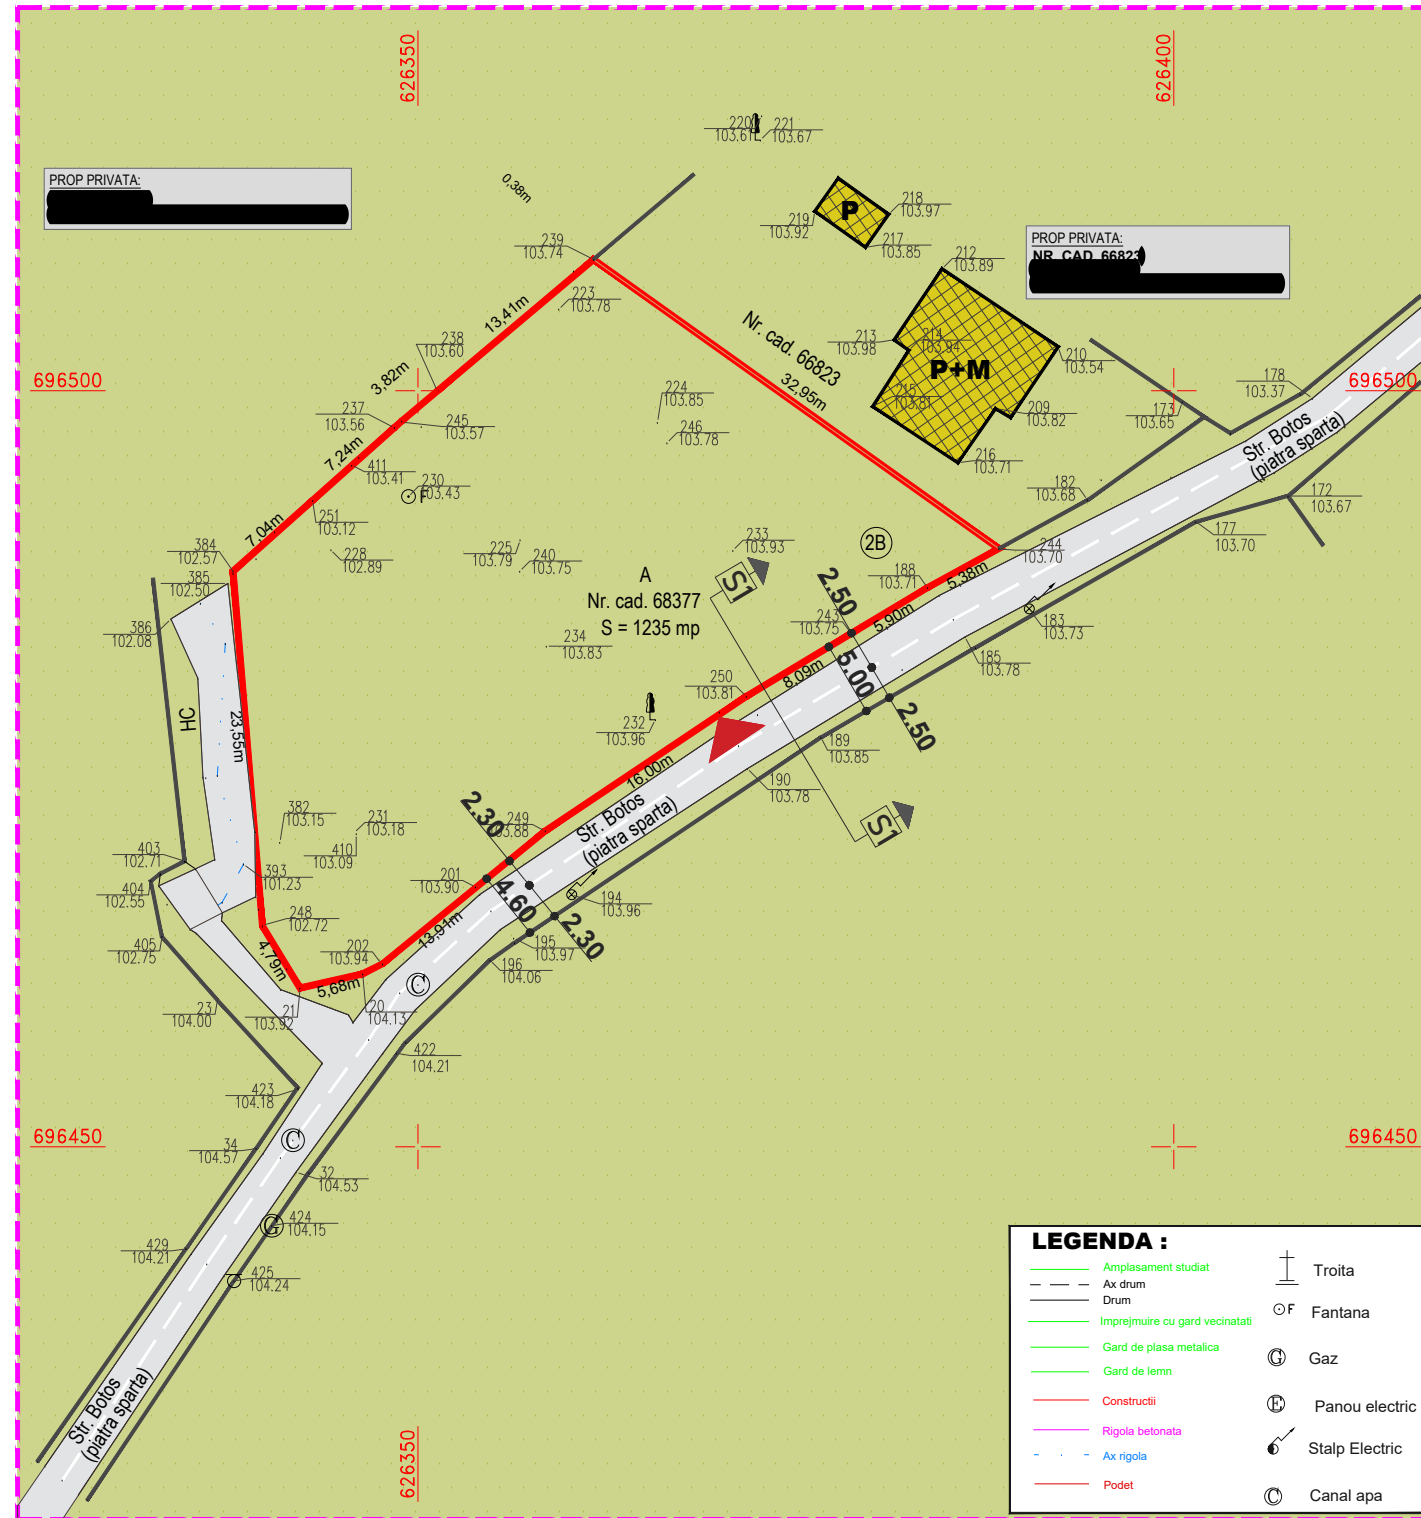 626350
626400
220
103.61
221
103.67
PROP PRIVATA:
0,38m
P
218
103.97
219
103.92
217
103.85
PROP PRIVATA:
NR. CAD. 66823
239
103.74
212
103.89
223
103.78
13,41m
238
103.60
Nr. cad. 66823
32,95m
213
103.98
214
103.94
P+M
210
103.54
215
103.81
209
103.82
216
103.71
696500
696500
178
103.37
173
103.65
3,82m
237
103.56
245
103.57
224
103.85
246
103.78
Str. Botos
(piatra sparta)
7,24m
411
103.41
230
103.43
F
182
103.68
172
103.67
177
103.70
7,04m
251
103.12
228
102.89
384
102.57
385
102.50
225
103.79
240
103.75
233
103.93
2B
244
103.70
A
Nr. cad. 68377
S = 1235 mp
S1
2.50
188
103.71
5,38m
5,90m
183
103.73
386
102.08
243
103.75
185
103.78
234
103.83
5.00
8,09m
250
103.81
2.50
HC
23,55m
232
103.96
189
103.85
16,00m
190
103.78
S1
2.30
249
103.88
Str. Botos
(piatra sparta)
382
103.15
231
103.18
410
103.09
403
102.71
404
102.55
393
101.23
201
103.90
4.60
194
103.96
248
102.72
13,91m
2.30
195
103.97
196
104.06
405
102.75
202
103.94
4,79m
5,68m
C
23
104.00
21
103.92
20
104.13
422
104.21
423
104.18
696450
696450
34
104.57
C
32
104.53
424
104.15
G
429
104.21
425
104.24
Str. Botos
(piatra sparta)
626350
LEGENDA :
Amplasament studiat
Ax drum
Drum
Imprejmuire cu gard vecinatati
Gard de plasa metalica
Gard de lemn
Constructii
Rigola betonata
Ax rigola
Podet
Troita
F Fantana
G Gaz
E Panou electric
Stalp Electric
C Canal apa